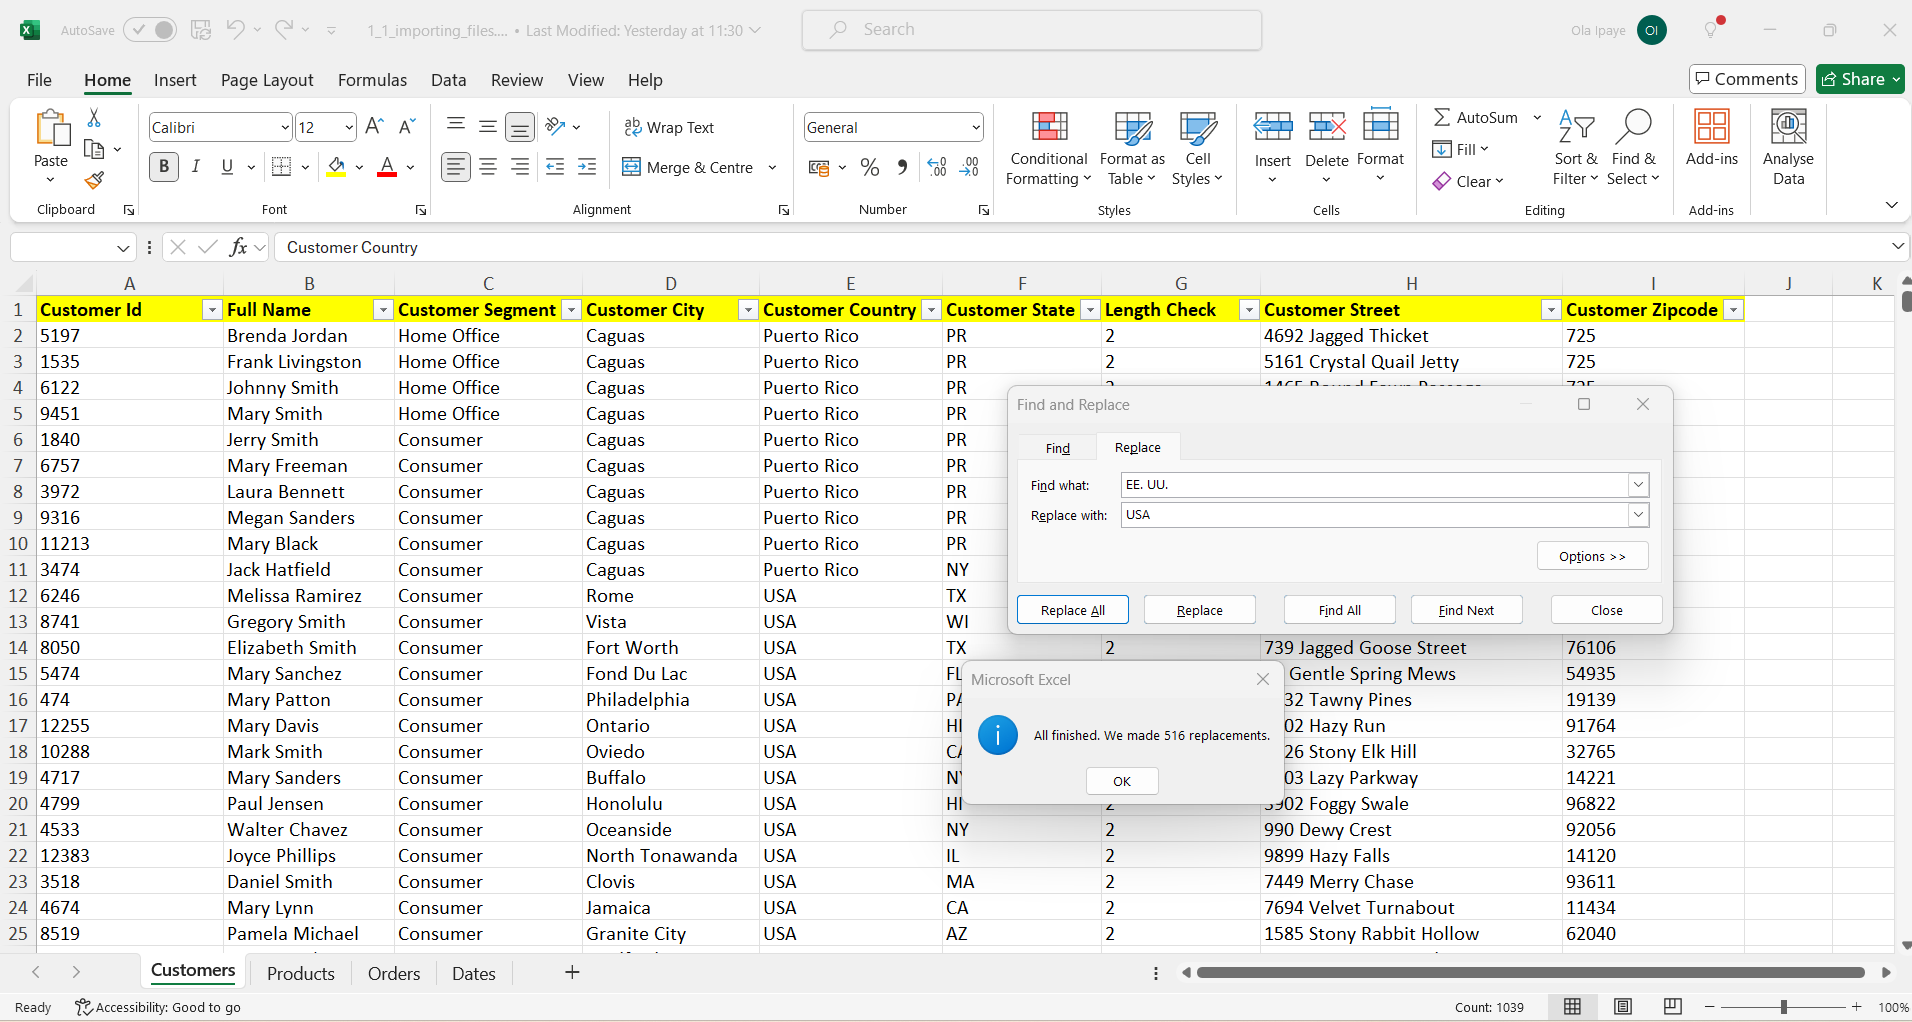 AutoSave
1_1_importing_files.... • Last Modified: Yesterday at 11:30
Search
Ola Ipaye
OI
File Home Insert Page Layout Formulas Data Review View Help
Comments
Share
Paste
Clipboard
Calibri
12
B I U
Font
Wrap Text
Merge & Centre
Alignment
General
Number
Conditional Formatting
Format as Table
Cell Styles
Styles
Insert
Delete
Format
Cells
AutoSum
Fill
Clear
Sort & Filter
Find & Select
Editing
Add-ins
Add-ins
Analyse Data
fx Customer Country
A B C D E F G H I J K
1 Customer Id Full Name Customer Segment Customer City Customer Country Customer State Length Check Customer Street Customer Zipcode
2 5197 Brenda Jordan Home Office Caguas Puerto Rico PR 2 4692 Jagged Thicket 725
3 1535 Frank Livingston Home Office Caguas Puerto Rico PR 2 5161 Crystal Quail Jetty 725
4 6122 Johnny Smith Home Office Caguas Puerto Rico PR
5 9451 Mary Smith Home Office Caguas Puerto Rico PR
6 1840 Jerry Smith Consumer Caguas Puerto Rico PR
7 6757 Mary Freeman Consumer Caguas Puerto Rico PR
8 3972 Laura Bennett Consumer Caguas Puerto Rico PR
9 9316 Megan Sanders Consumer Caguas Puerto Rico PR
10 11213 Mary Black Consumer Caguas Puerto Rico PR
11 3474 Jack Hatfield Consumer Caguas Puerto Rico NY
12 6246 Melissa Ramirez Consumer Rome USA TX
13 8741 Gregory Smith Consumer Vista USA WI
14 8050 Elizabeth Smith Consumer Fort Worth USA TX 2 739 Jagged Goose Street 76106
15 5474 Mary Sanchez Consumer Fond Du Lac USA FL Gentle Spring Mews 54935
16 474 Mary Patton Consumer Philadelphia USA PA 32 Tawny Pines 19139
17 12255 Mary Davis Consumer Ontario USA HI 02 Hazy Run 91764
18 10288 Mark Smith Consumer Oviedo USA CA 26 Stony Elk Hill 32765
19 4717 Mary Sanders Consumer Buffalo USA NY 03 Lazy Parkway 14221
20 4799 Paul Jensen Consumer Honolulu USA HI 2 5902 Foggy Swale 96822
21 4533 Walter Chavez Consumer Oceanside USA NY 2 990 Dewy Crest 92056
22 12383 Joyce Phillips Consumer North Tonawanda USA IL 2 9899 Hazy Falls 14120
23 3518 Daniel Smith Consumer Clovis USA MA 2 7449 Merry Chase 93611
24 4674 Mary Lynn Consumer Jamaica USA CA 2 7694 Velvet Turnabout 11434
25 8519 Pamela Michael Consumer Granite City USA AZ 2 1585 Stony Rabbit Hollow 62040
Find and Replace
Find Replace
Find what: EE. UU.
Replace with: USA
Options >>
Replace All Replace Find All Find Next Close
Microsoft Excel
All finished. We made 516 replacements.
OK
Customers Products Orders Dates
Ready Accessibility: Good to go Count: 1039 100%